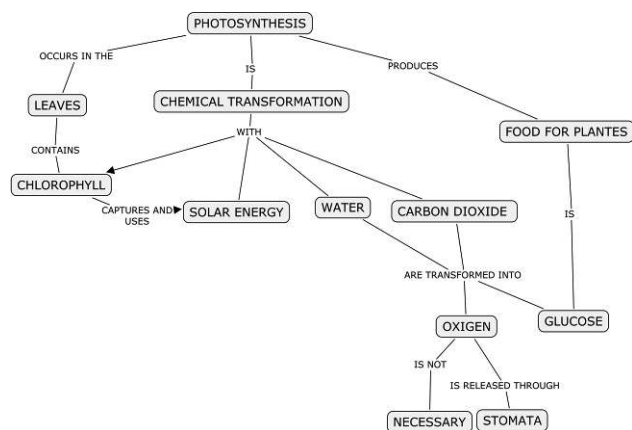 PHOTOSYNTHESIS
OCCURS IN THE
IS
PRODUCES
LEAVES
CHEMICAL TRANSFORMATION
FOOD FOR PLANTES
CONTAINS
WITH
CHLOROPHYLL
CAPTURES AND
USES
SOLAR ENERGY
WATER
CARBON DIOXIDE
IS
ARE TRANSFORMED INTO
OXIGEN
GLUCOSE
IS NOT
IS RELEASED THROUGH
NECESSARY
STOMATA